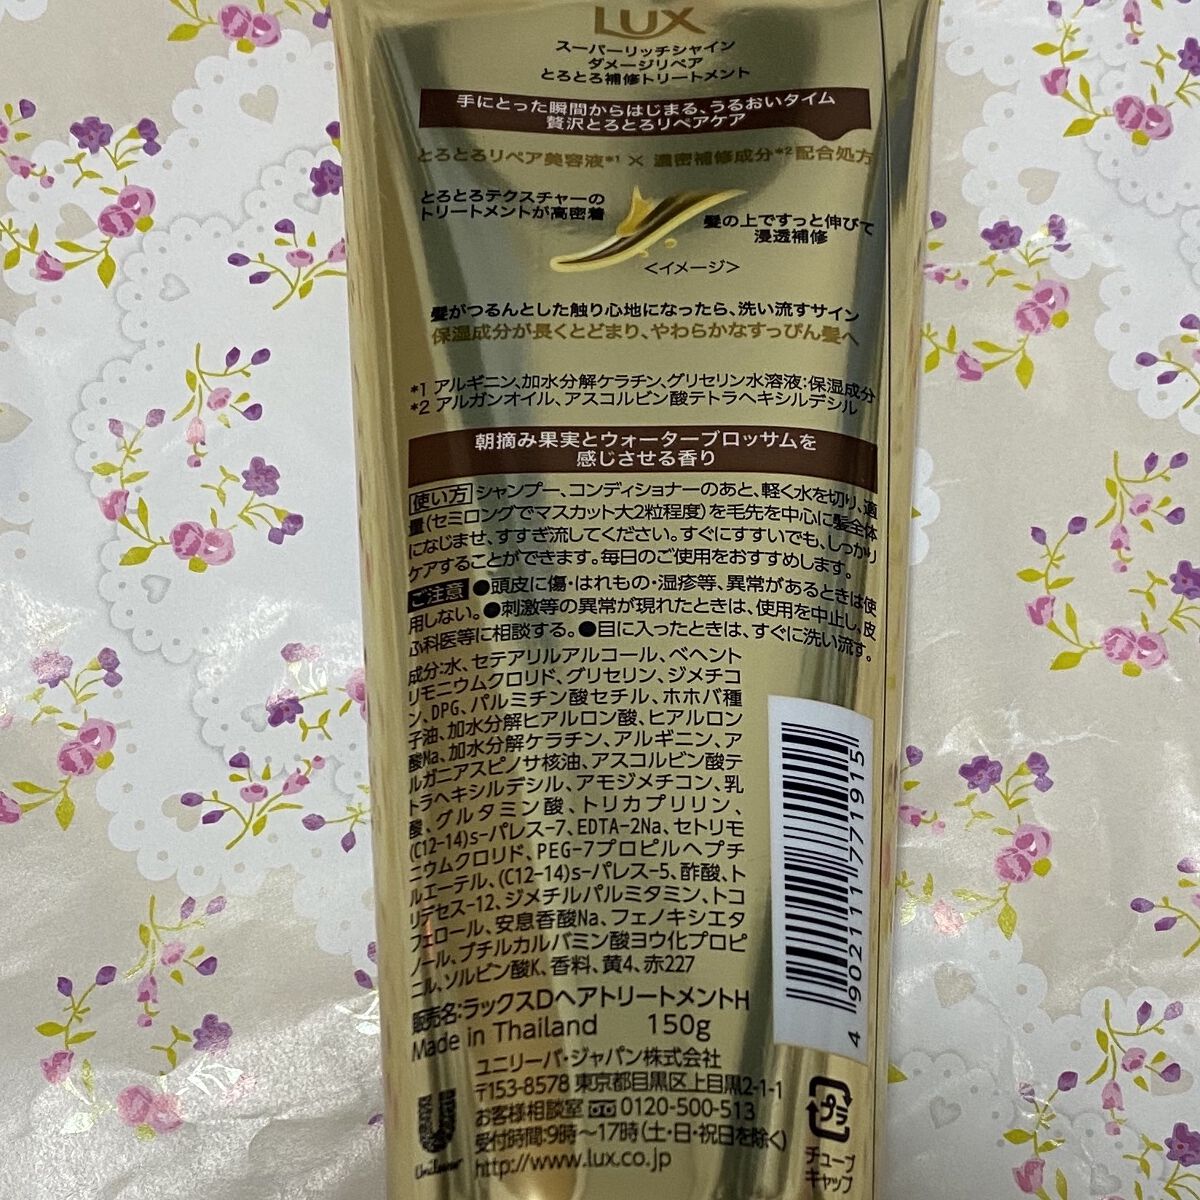 LUX
スーパーリッチシャイン
ダメージリペア
とろとろ補修トリートメント
手にとった瞬間からはじまる、うるおいタイム
贅沢とろとろリペアケア
とろとろリペア美容液*1 × 濃密補修成分*2配合処方
とろとろテクスチャーの
トリートメントが高密着
髪の上ですっと伸びて
浸透補修
<イメージ>
髪がつるんとした触り心地になったら、洗い流すサイン
保湿成分が長くとどまり、やわらかなすっぴん髪へ
*1 アルギニン、加水分解ケラチン、グリセリン水溶液:保湿成分
*2 アルガンオイル、アスコルビン酸テトラヘキシルデシル
朝摘み果実とウォーターブロッサムを
感じさせる香り
使い方 シャンプー、コンディショナーのあと、軽く水を切り、適
量(セミロングでマスカット大2粒程度)を毛先を中心に髪全体
になじませ、すすぎ流してください。すぐにすすいでも、しっかり
ケアすることができます。毎日のご使用をおすすめします。
ご注意 ●頭皮に傷・はれもの・湿疹等、異常があるときは使
用しない。●刺激等の異常が現れたときは、使用を中止し、皮
ふ科医等に相談する。●目に入ったときは、すぐに洗い流す。
成分:水、セテアリルアルコール、ベヘント
リモニウムクロリド、グリセリン、ジメチコ
ン、DPG、パルミチン酸セチル、ホホバ種
子油、加水分解ヒアルロン酸、ヒアルロン
酸Na、加水分解ケラチン、アルギニン、ア
ルガニアスピノサ核油、アスコルビン酸テ
トラヘキシルデシル、アモジメチコン、乳
酸、グルタミン酸、トリカプリリン、
(C12-14)s-パレス-7、EDTA-2Na、セトリモ
ニウムクロリド、PEG-7プロピルヘプチ
ルエーテル、(C12-14)s-パレス-5、酢酸、ト
リデセス-12、ジメチルパルミタミン、トコ
フェロール、安息香酸Na、フェノキシエタ
ノール、ブチルカルバミン酸ヨウ化プロピ
ニル、ソルビン酸K、香料、黄4、赤227
販売名:ラックスDヘアトリートメントH
Made in Thailand 150g
ユニリーバ・ジャパン株式会社
〒153-8578 東京都目黒区上目黒2-1-1
お客様相談室 0120-500-513
受付時間:9時〜17時(土・日・祝日を除く)
http://www.lux.co.jp
Unilever
4 902111 771915
プラ
チューブ
キャップ